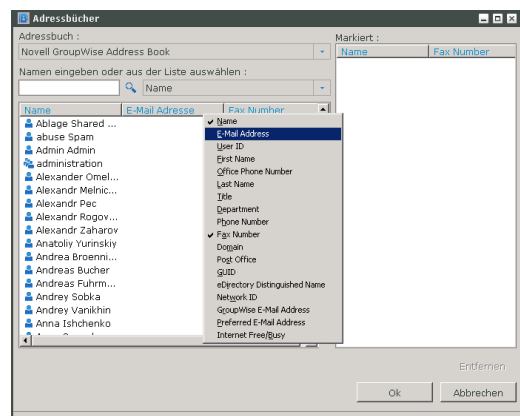 Adressbücher
Adressbuch :
Novell GroupWise Address Book
Namen eingeben oder aus der Liste auswählen :
Name
Name E-Mail Adresse Fax Number
Ablage Shared ...
abuse Spam
Admin Admin
administration
Alexander Omel...
Alexandr Melnic...
Alexandr Pec
Alexandr Rogov...
Alexandr Zaharov
Anatoliy Yurinskiy
Andrea Broenni...
Andreas Bucher
Andreas Fuhrm...
Andrey Sobka
Andrey Vanikhin
Anna Ishchenko
Name
E-Mail Address
User ID
First Name
Office Phone Number
Last Name
Title
Department
Phone Number
Fax Number
Domain
Post Office
GUID
eDirectory Distinguished Name
Network ID
GroupWise E-Mail Address
Preferred E-Mail Address
Internet Free/Busy
Markiert :
Name Fax Number
Entfernen
Ok Abbrechen